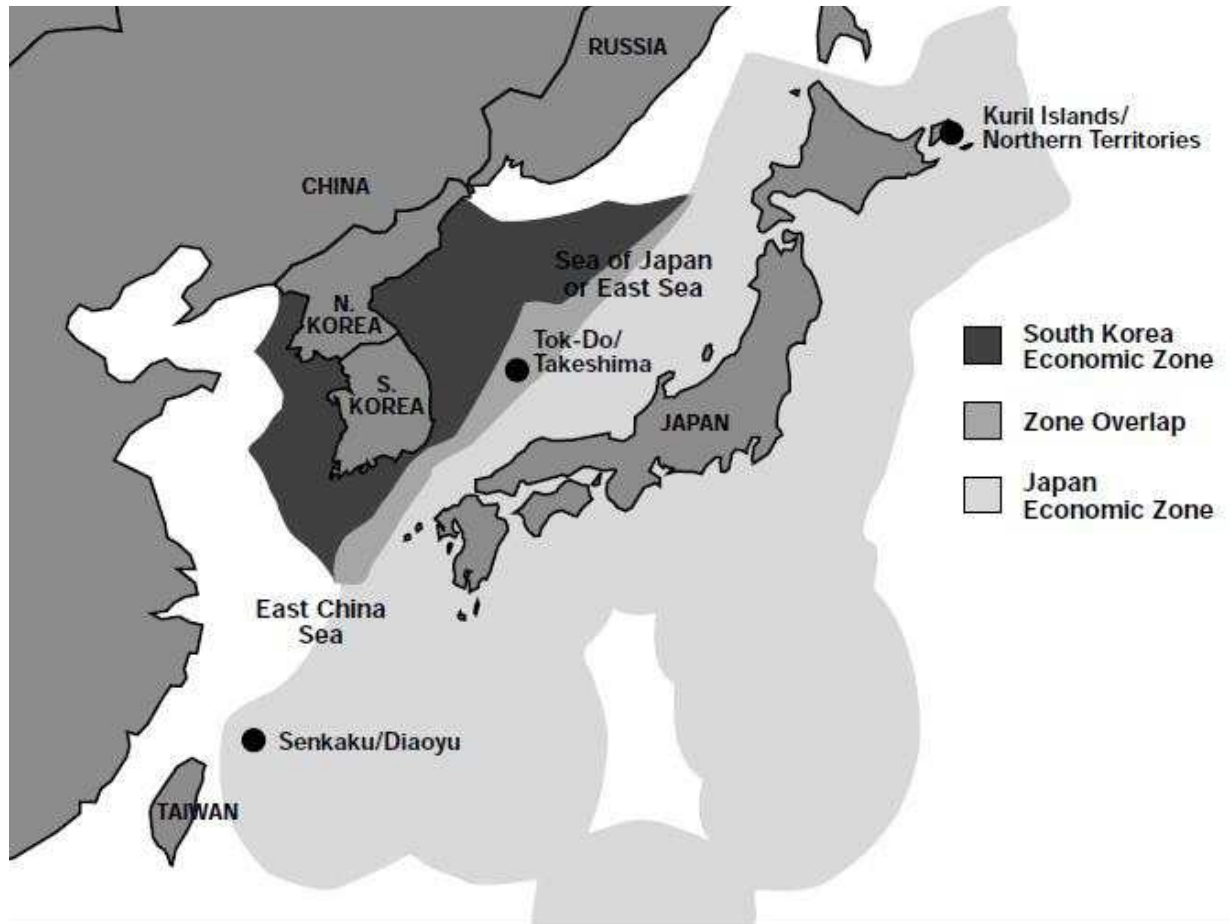 RUSSIA
Kuril Islands/
Northern Territories
CHINA
Sea of Japan
or East Sea
N.
KOREA
Tok-Do/
Takeshima
South Korea
Economic Zone
S.
KOREA
JAPAN
Zone Overlap
Japan
Economic Zone
East China
Sea
Senkaku/Diaoyu
TAIWAN